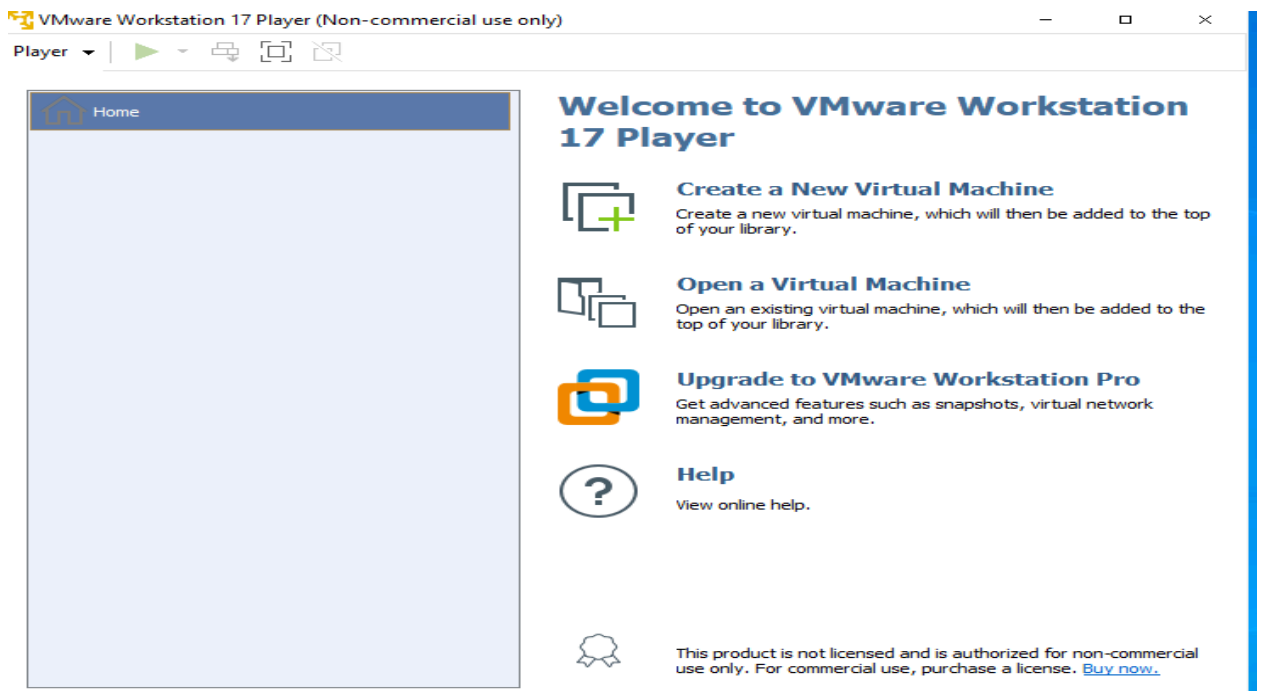 VMware Workstation 17 Player (Non-commercial use only)
Player
Home
Welcome to VMware Workstation
17 Player
Create a New Virtual Machine
Create a new virtual machine, which will then be added to the top
of your library.
Open a Virtual Machine
Open an existing virtual machine, which will then be added to the
top of your library.
Upgrade to VMware Workstation Pro
Get advanced features such as snapshots, virtual network
management, and more.
?
Help
View online help.
This product is not licensed and is authorized for non-commercial
use only. For commercial use, purchase a license. Buy now.